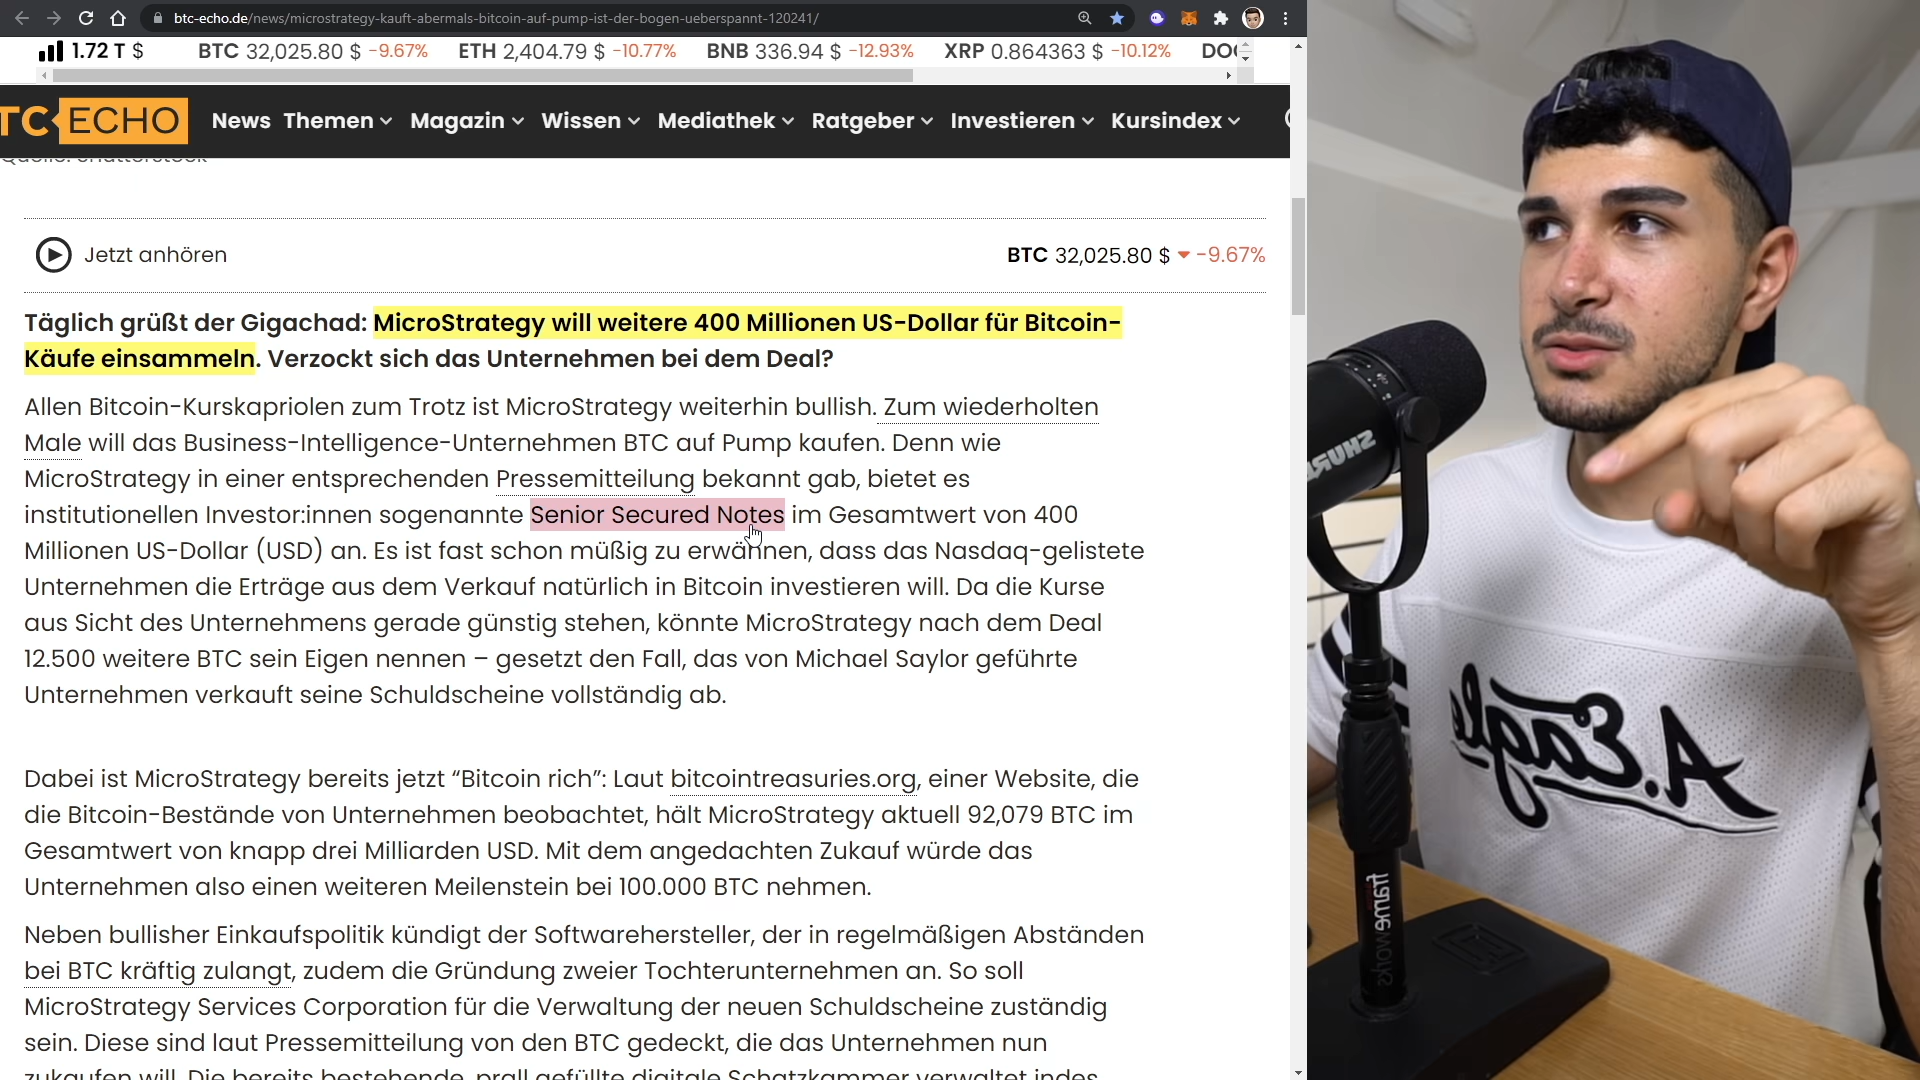 btc-echo.de/news/microstrategy-kauft-abermals-bitcoin-auf-pump-ist-der-bogen-ueberspannt-120241/
1.72 T $ BTC 32,025.80 $ -9.67% ETH 2,404.79 $ -10.77% BNB 336.94 $ -12.93% XRP 0.864363 $ -10.12% DO
TC ECHO News Themen Magazin Wissen Mediathek Ratgeber Investieren Kursindex
Jetzt anhören BTC 32,025.80 $ -9.67%
Täglich grüßt der Gigachad: MicroStrategy will weitere 400 Millionen US-Dollar für Bitcoin-
Käufe einsammeln. Verzockt sich das Unternehmen bei dem Deal?
Allen Bitcoin-Kurskapriolen zum Trotz ist MicroStrategy weiterhin bullish. Zum wiederholten
Male will das Business-Intelligence-Unternehmen BTC auf Pump kaufen. Denn wie
MicroStrategy in einer entsprechenden Pressemitteilung bekannt gab, bietet es
institutionellen Investor:innen sogenannte Senior Secured Notes im Gesamtwert von 400
Millionen US-Dollar (USD) an. Es ist fast schon müßig zu erwähnen, dass das Nasdaq-gelistete
Unternehmen die Erträge aus dem Verkauf natürlich in Bitcoin investieren will. Da die Kurse
aus Sicht des Unternehmens gerade günstig stehen, könnte MicroStrategy nach dem Deal
12.500 weitere BTC sein Eigen nennen – gesetzt den Fall, das von Michael Saylor geführte
Unternehmen verkauft seine Schuldscheine vollständig ab.
Dabei ist MicroStrategy bereits jetzt “Bitcoin rich”: Laut bitcointreasuries.org, einer Website, die
die Bitcoin-Bestände von Unternehmen beobachtet, hält MicroStrategy aktuell 92,079 BTC im
Gesamtwert von knapp drei Milliarden USD. Mit dem angedachten Zukauf würde das
Unternehmen also einen weiteren Meilenstein bei 100.000 BTC nehmen.
Neben bullisher Einkaufspolitik kündigt der Softwarehersteller, der in regelmäßigen Abständen
bei BTC kräftig zulangt, zudem die Gründung zweier Tochterunternehmen an. So soll
MicroStrategy Services Corporation für die Verwaltung der neuen Schuldscheine zuständig
sein. Diese sind laut Pressemitteilung von den BTC gedeckt, die das Unternehmen nun
zukaufen will. Die bereits bestehende, prall gefüllte digitale Schatzkammer verwaltet indes
SHURE
A.Eagle
frameworks